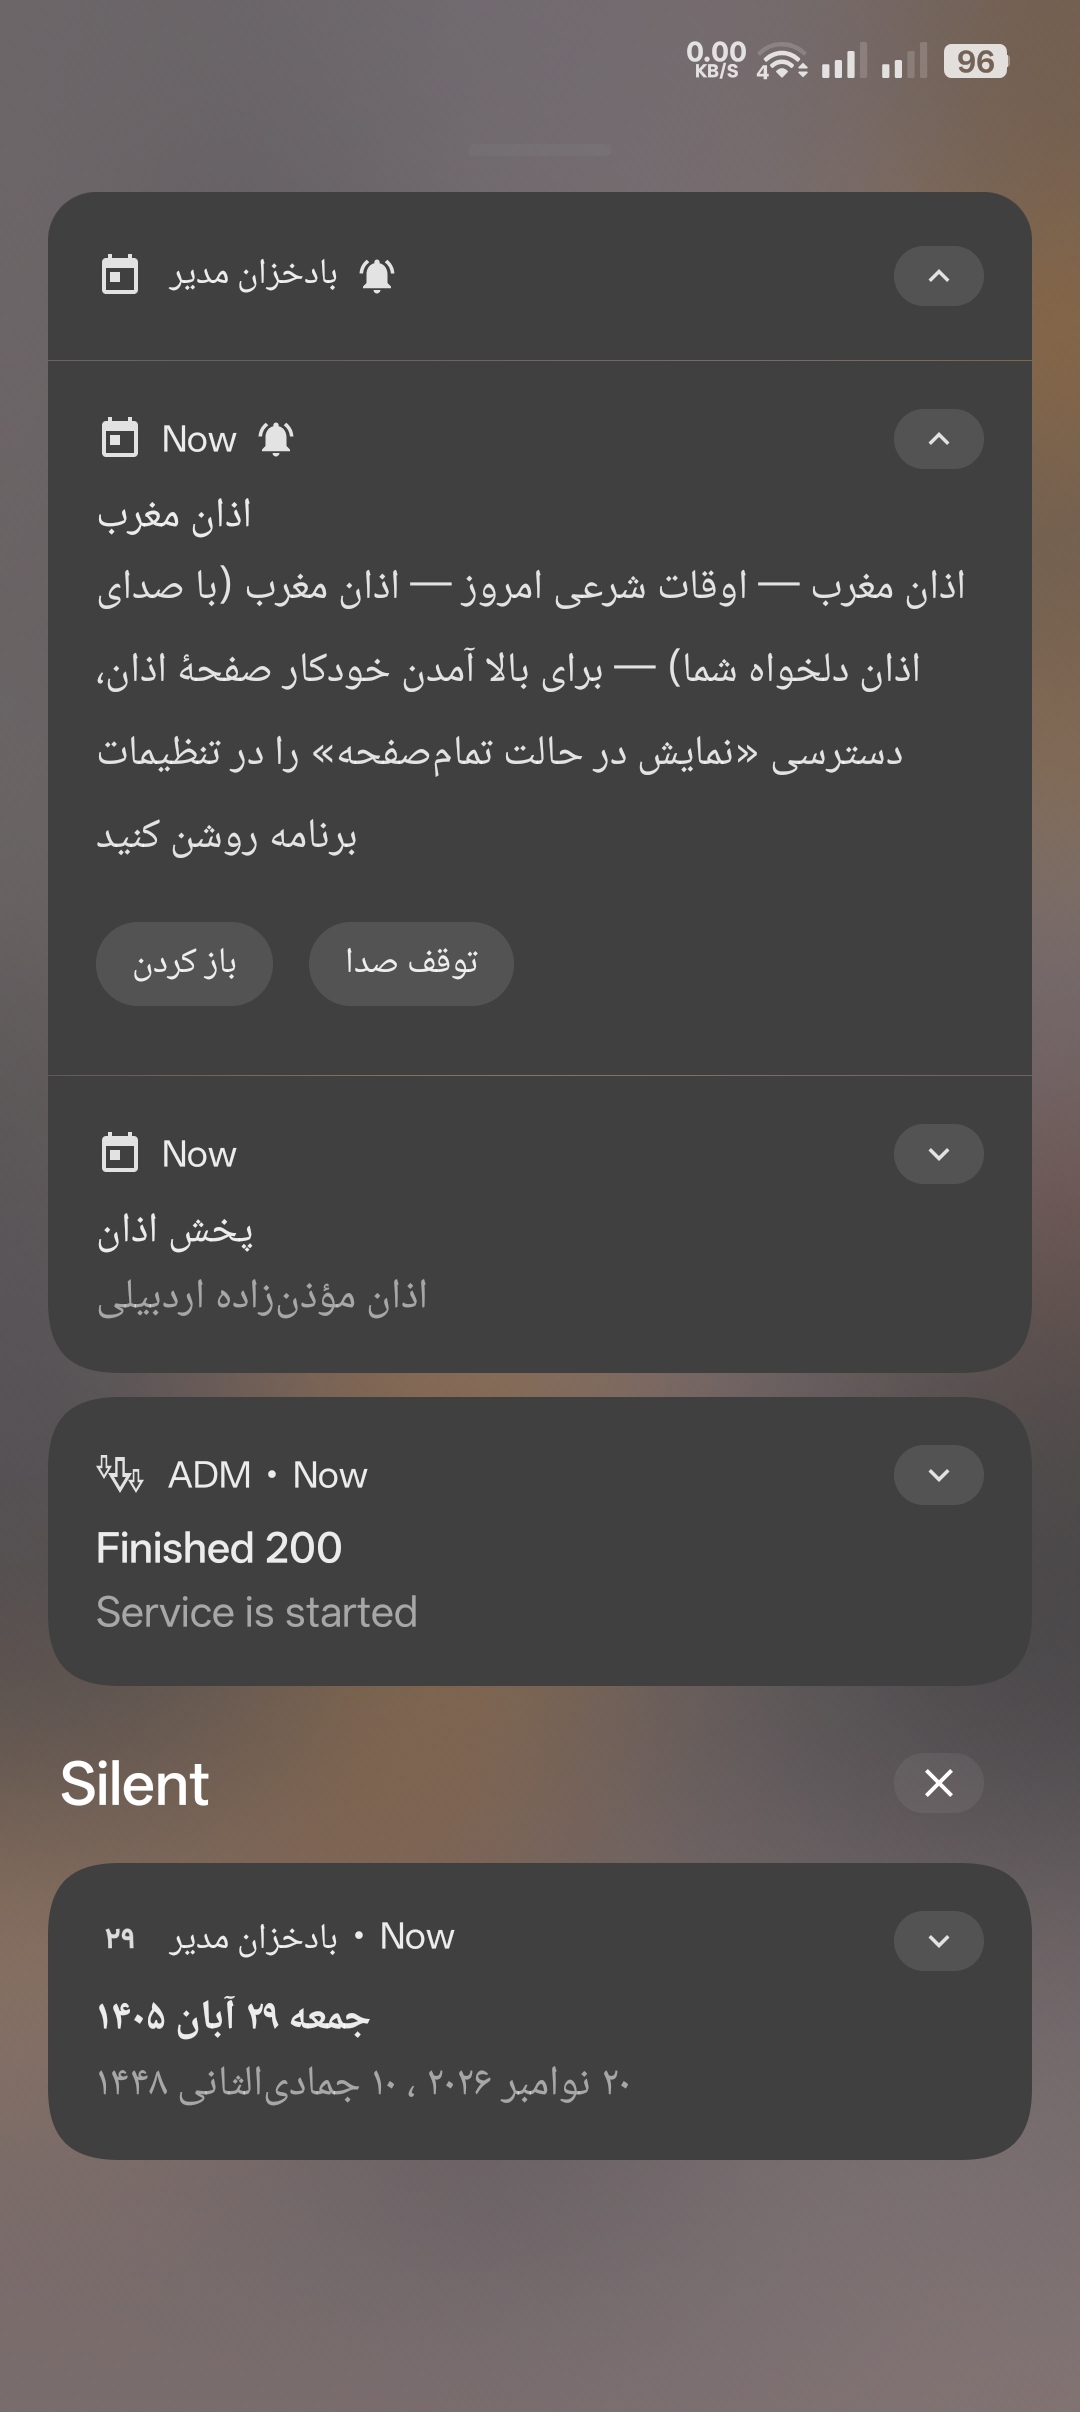 0.00
KB/S
4
96
بادخزان مدیر
Now
اذان مغرب
اذان مغرب — اوقات شرعی امروز — اذان مغرب (با صدای
اذان دلخواه شما) — برای بالا آمدن خودکار صفحهٔ اذان،
دسترسی «نمایش در حالت تمام‌صفحه» را در تنظیمات
برنامه روشن کنید
باز کردن
توقف صدا
Now
پخش اذان
اذان مؤذن‌زاده اردبیلی
ADM • Now
Finished 200
Service is started
Silent
۲۹ بادخزان مدیر • Now
جمعه ۲۹ آبان ۱۴۰۵
۲۰ نوامبر ۲۰۲۶ ، ۱۰ جمادی‌الثانی ۱۴۴۸